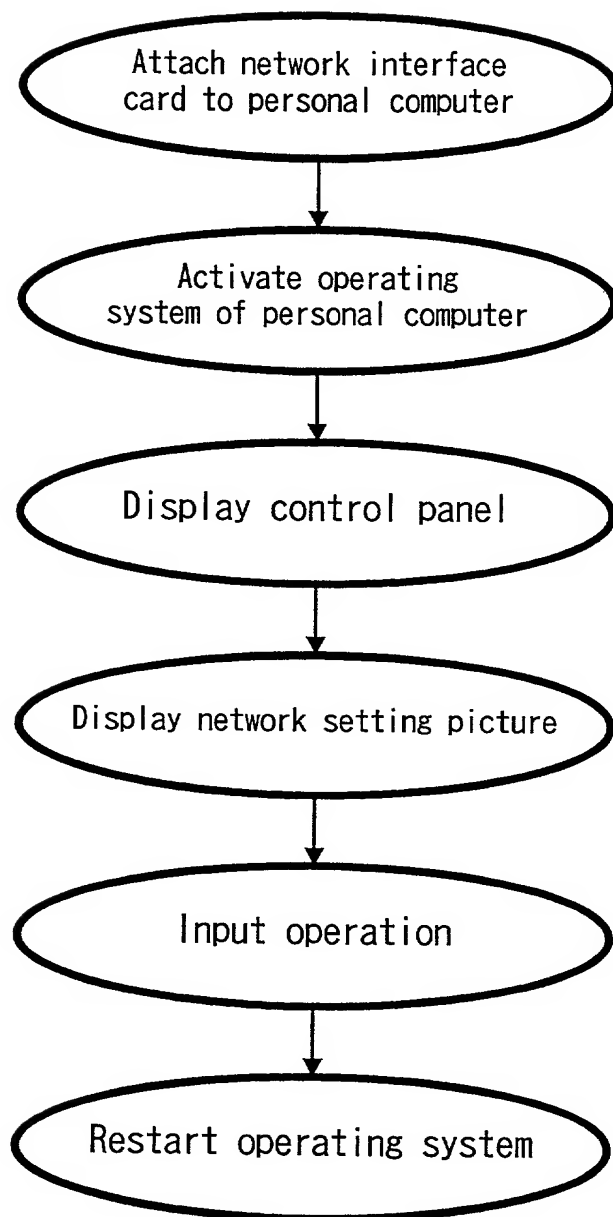 Attach network interface
card to personal computer
Activate operating
system of personal computer
Display control panel
Display network setting picture
Input operation
Restart operating system